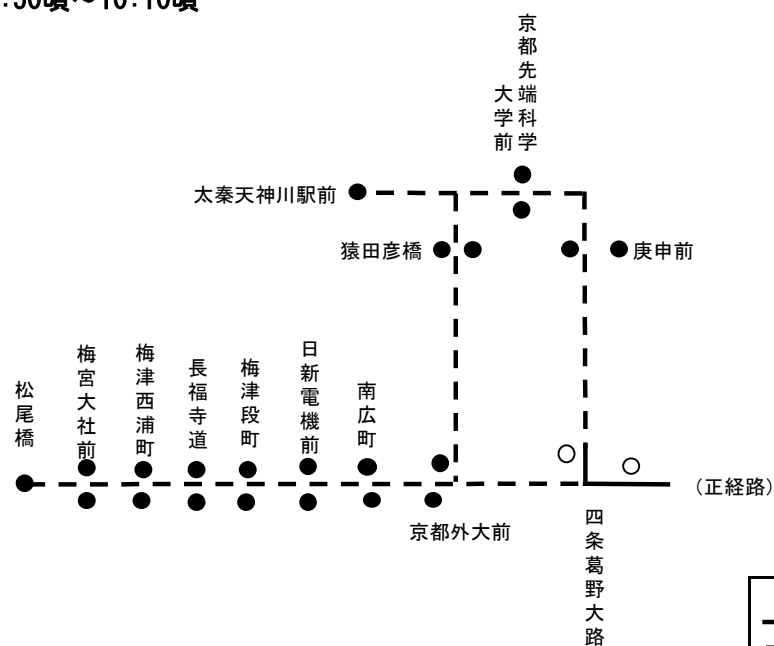 :50頃～10:10頃
京都先端科学
大学前
太秦天神川駅前
猿田彦橋
庚申前
松尾橋
梅宮大社前
梅津西浦町
長福寺道
梅津段町
日新電機前
南広町
京都外大前
(正経路)
四条葛野大路